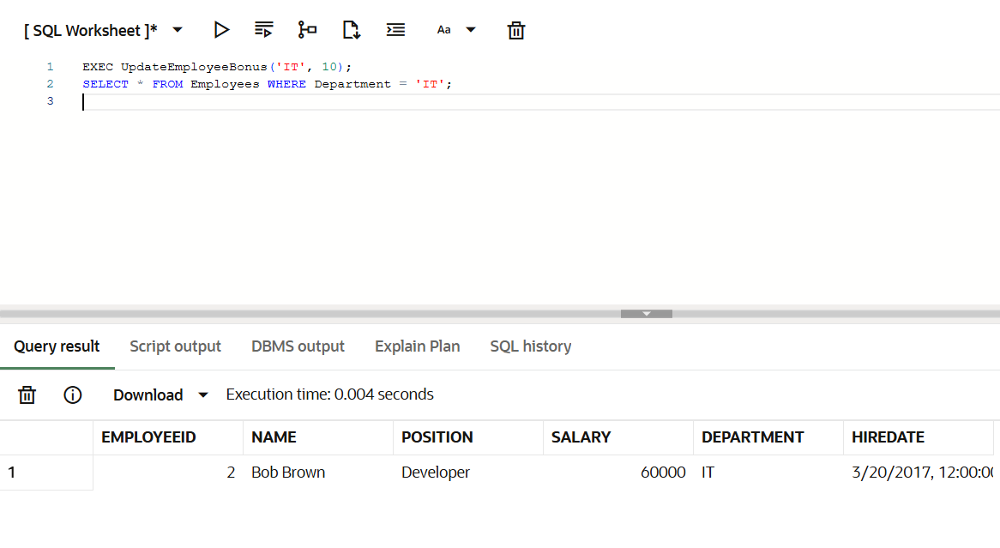 [ SQL Worksheet ]* Aa
1 EXEC UpdateEmployeeBonus('IT', 10);
2 SELECT * FROM Employees WHERE Department = 'IT';
3
Query result Script output DBMS output Explain Plan SQL history
Download Execution time: 0.004 seconds
EMPLOYEEID NAME POSITION SALARY DEPARTMENT HIREDATE
1 2 Bob Brown Developer 60000 IT 3/20/2017, 12:00:00